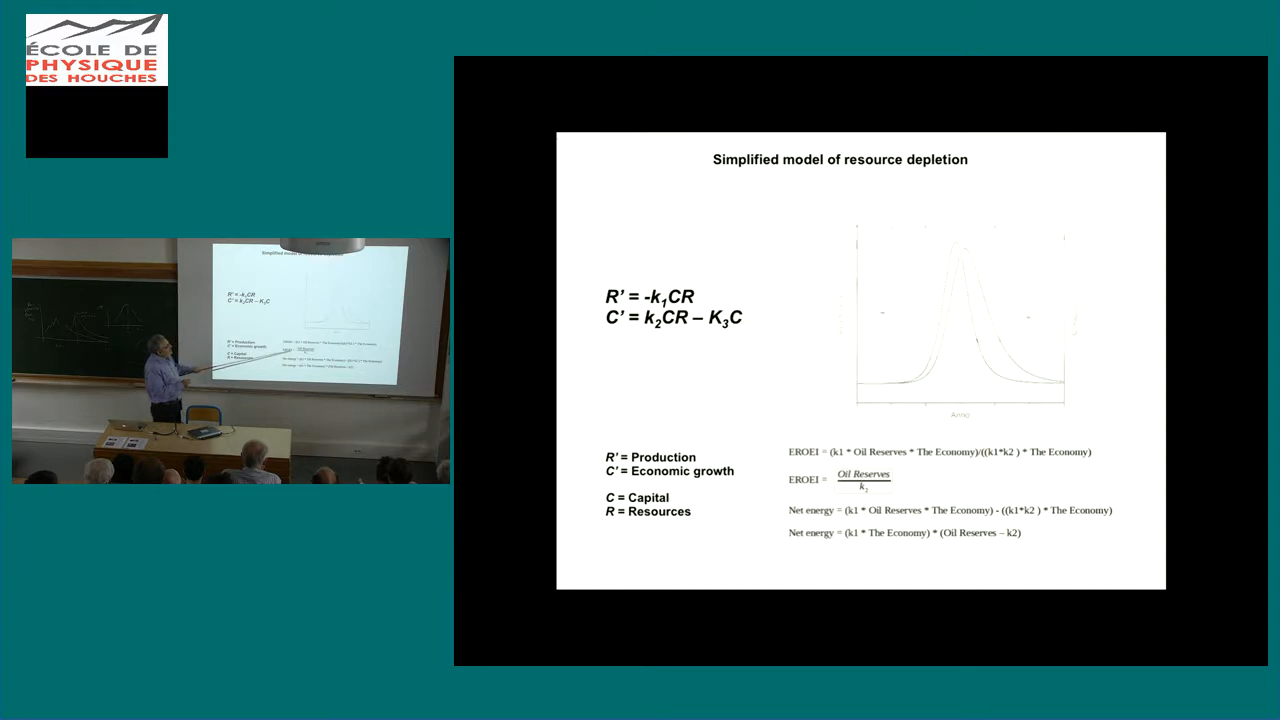 ÉCOLE DE
PHYSIQUE
DES HOUCHES
Simplified model of resource depletion
R’ = -k1CR
C’ = k2CR – K3C
Anno
R’ = Production
C’ = Economic growth
C = Capital
R = Resources
EROEI = (k1 * Oil Reserves * The Economy)/((k1*k2 ) * The Economy)
EROEI = Oil Reserves
k2
Net energy = (k1 * Oil Reserves * The Economy) - ((k1*k2 ) * The Economy)
Net energy = (k1 * The Economy) * (Oil Reserves – k2)